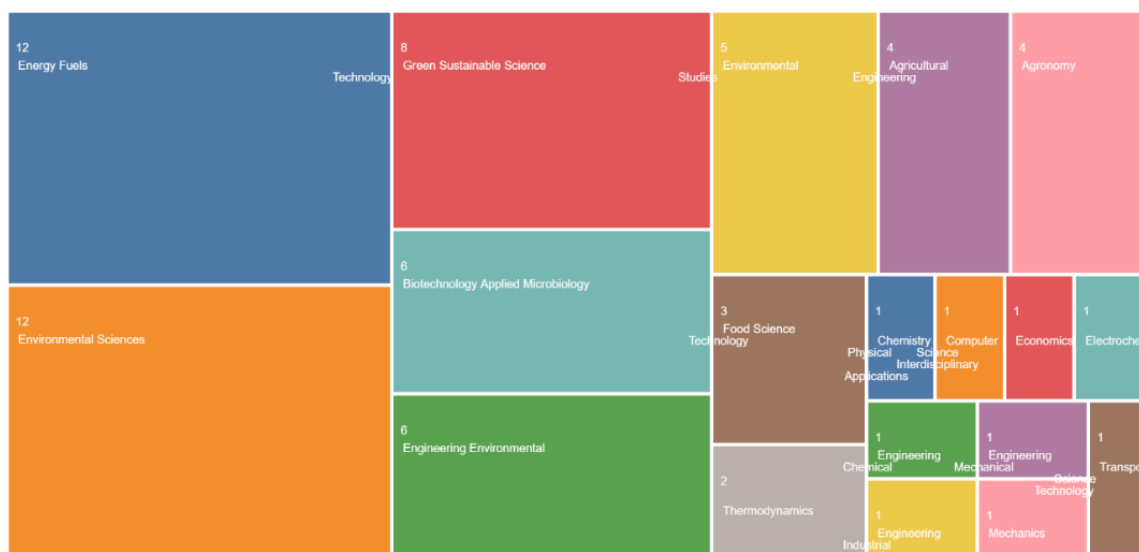 12
Energy Fuels
Technology
12
Environmental Sciences
8
Green Sustainable Science
Studies
6
Biotechnology Applied Microbiology
Technology
6
Engineering Environmental
5
Environmental
Engineering
4
Agricultural
4
Agronomy
3
Food Science
Physical
Applications
2
Thermodynamics
Chemical
Industrial
1
Chemistry
Science
Interdisciplinary
1
Computer
1
Economics
1
Electroche
1
Engineering
Mechanical
1
Engineering
Science
Technology
1
Transpo
1
Engineering
1
Mechanics